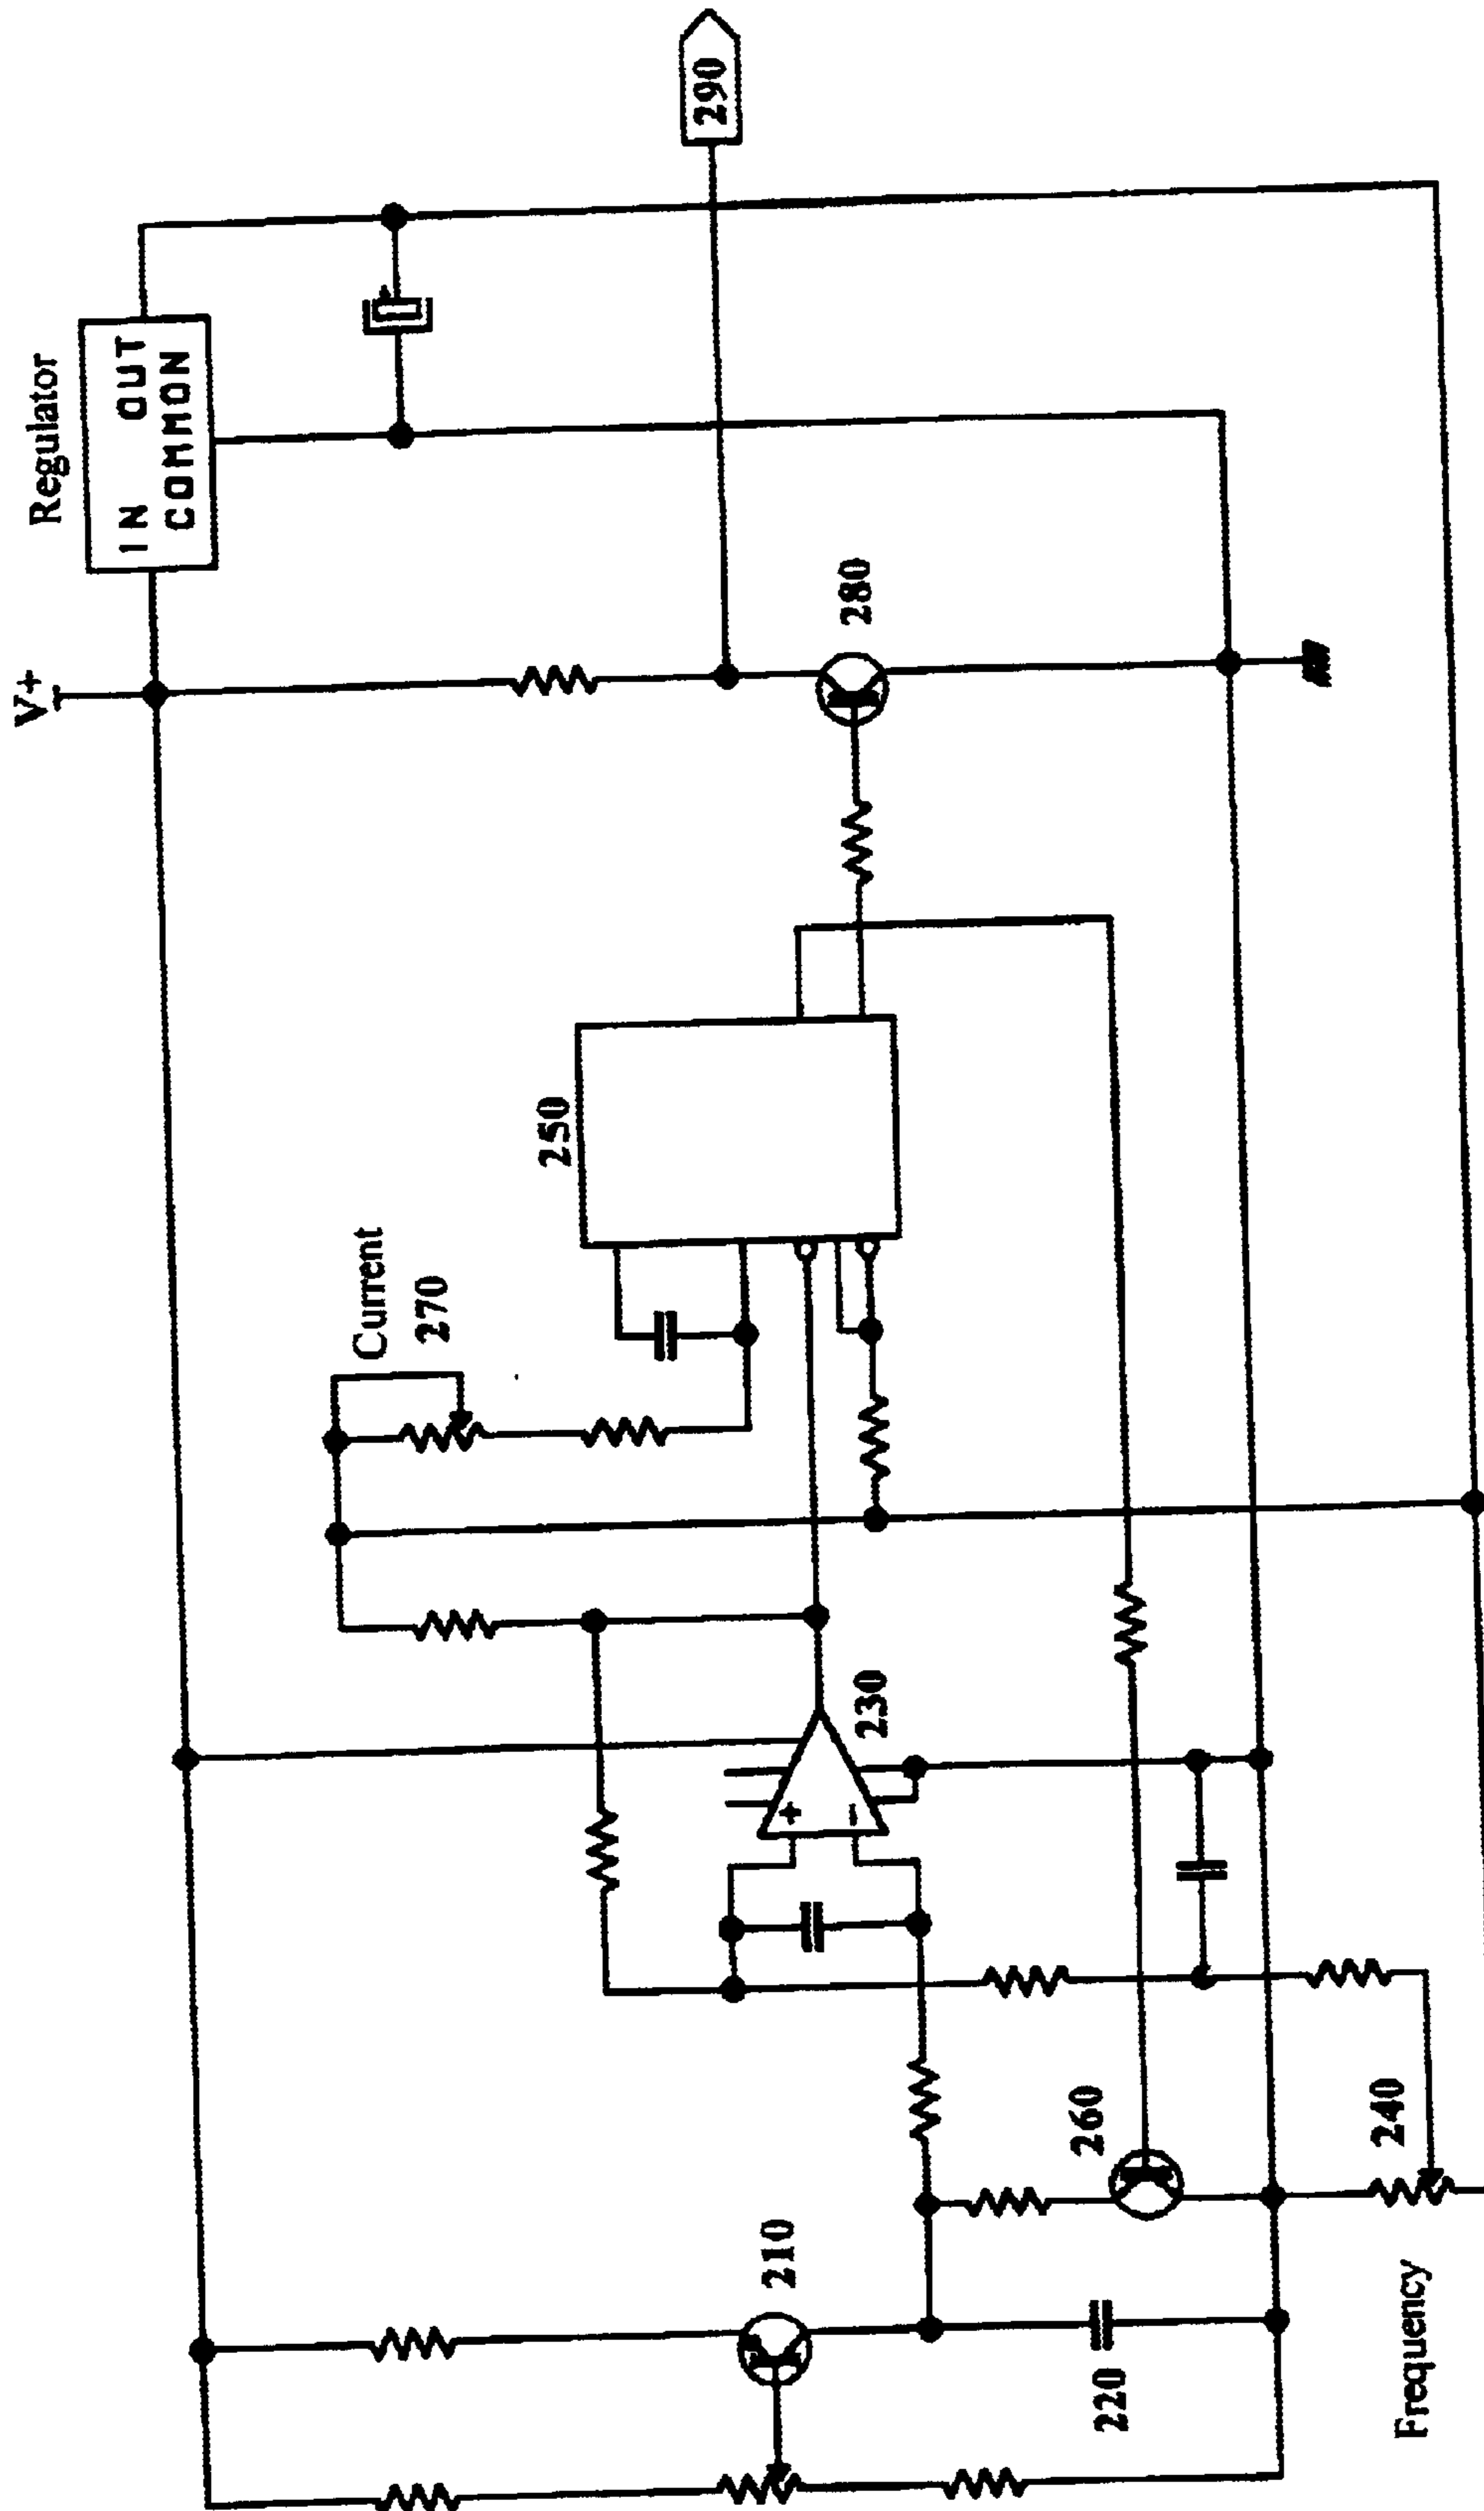 V+
Regulator
IN OUT
COMMON
290
280
Current
270
250
230
+
−
210
260
220
240
Frequency